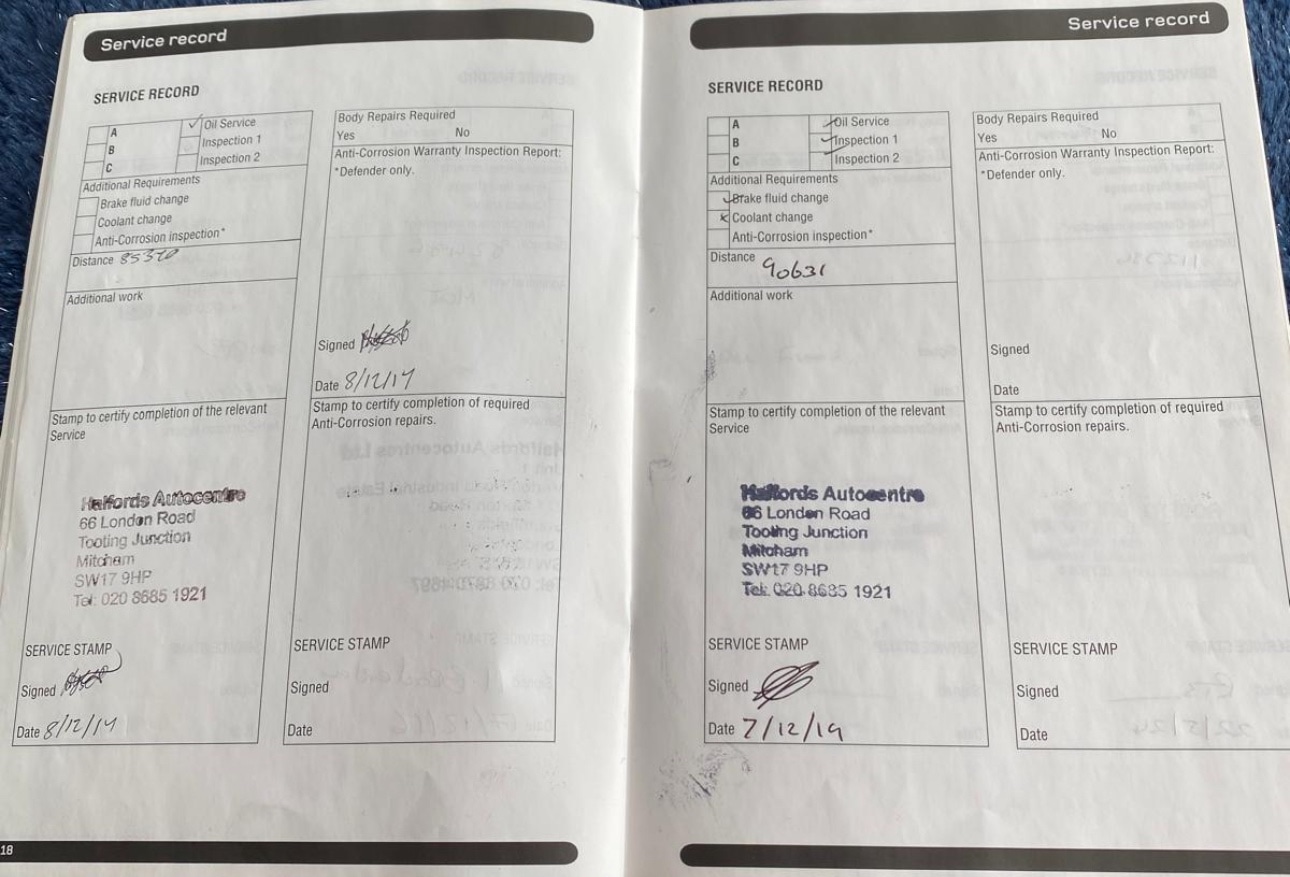 Service record
SERVICE RECORD
A
B
C
Oil Service
Inspection 1
Inspection 2
Additional Requirements
Brake fluid change
Coolant change
Anti-Corrosion inspection*
Distance 85370
Additional work
Stamp to certify completion of the relevant
Service
Halfords Autocentre
66 London Road
Tooting Junction
Mitcham
SW17 9HP
Tel: 020 8685 1921
SERVICE STAMP
Signed
Date 8/12/17
Body Repairs Required
Yes No
Anti-Corrosion Warranty Inspection Report:
*Defender only.
Signed
Date 8/12/17
Stamp to certify completion of required
Anti-Corrosion repairs.
SERVICE STAMP
Signed
Date
18
Service record
SERVICE RECORD
A
B
C
Oil Service
Inspection 1
Inspection 2
Additional Requirements
Brake fluid change
Coolant change
Anti-Corrosion inspection*
Distance 90631
Additional work
Stamp to certify completion of the relevant
Service
Halfords Autocentre
66 London Road
Tooting Junction
Mitcham
SW17 9HP
Tel: 020 8685 1921
SERVICE STAMP
Signed
Date 7/12/19
Body Repairs Required
Yes No
Anti-Corrosion Warranty Inspection Report:
*Defender only.
Signed
Date
Stamp to certify completion of required
Anti-Corrosion repairs.
SERVICE STAMP
Signed
Date